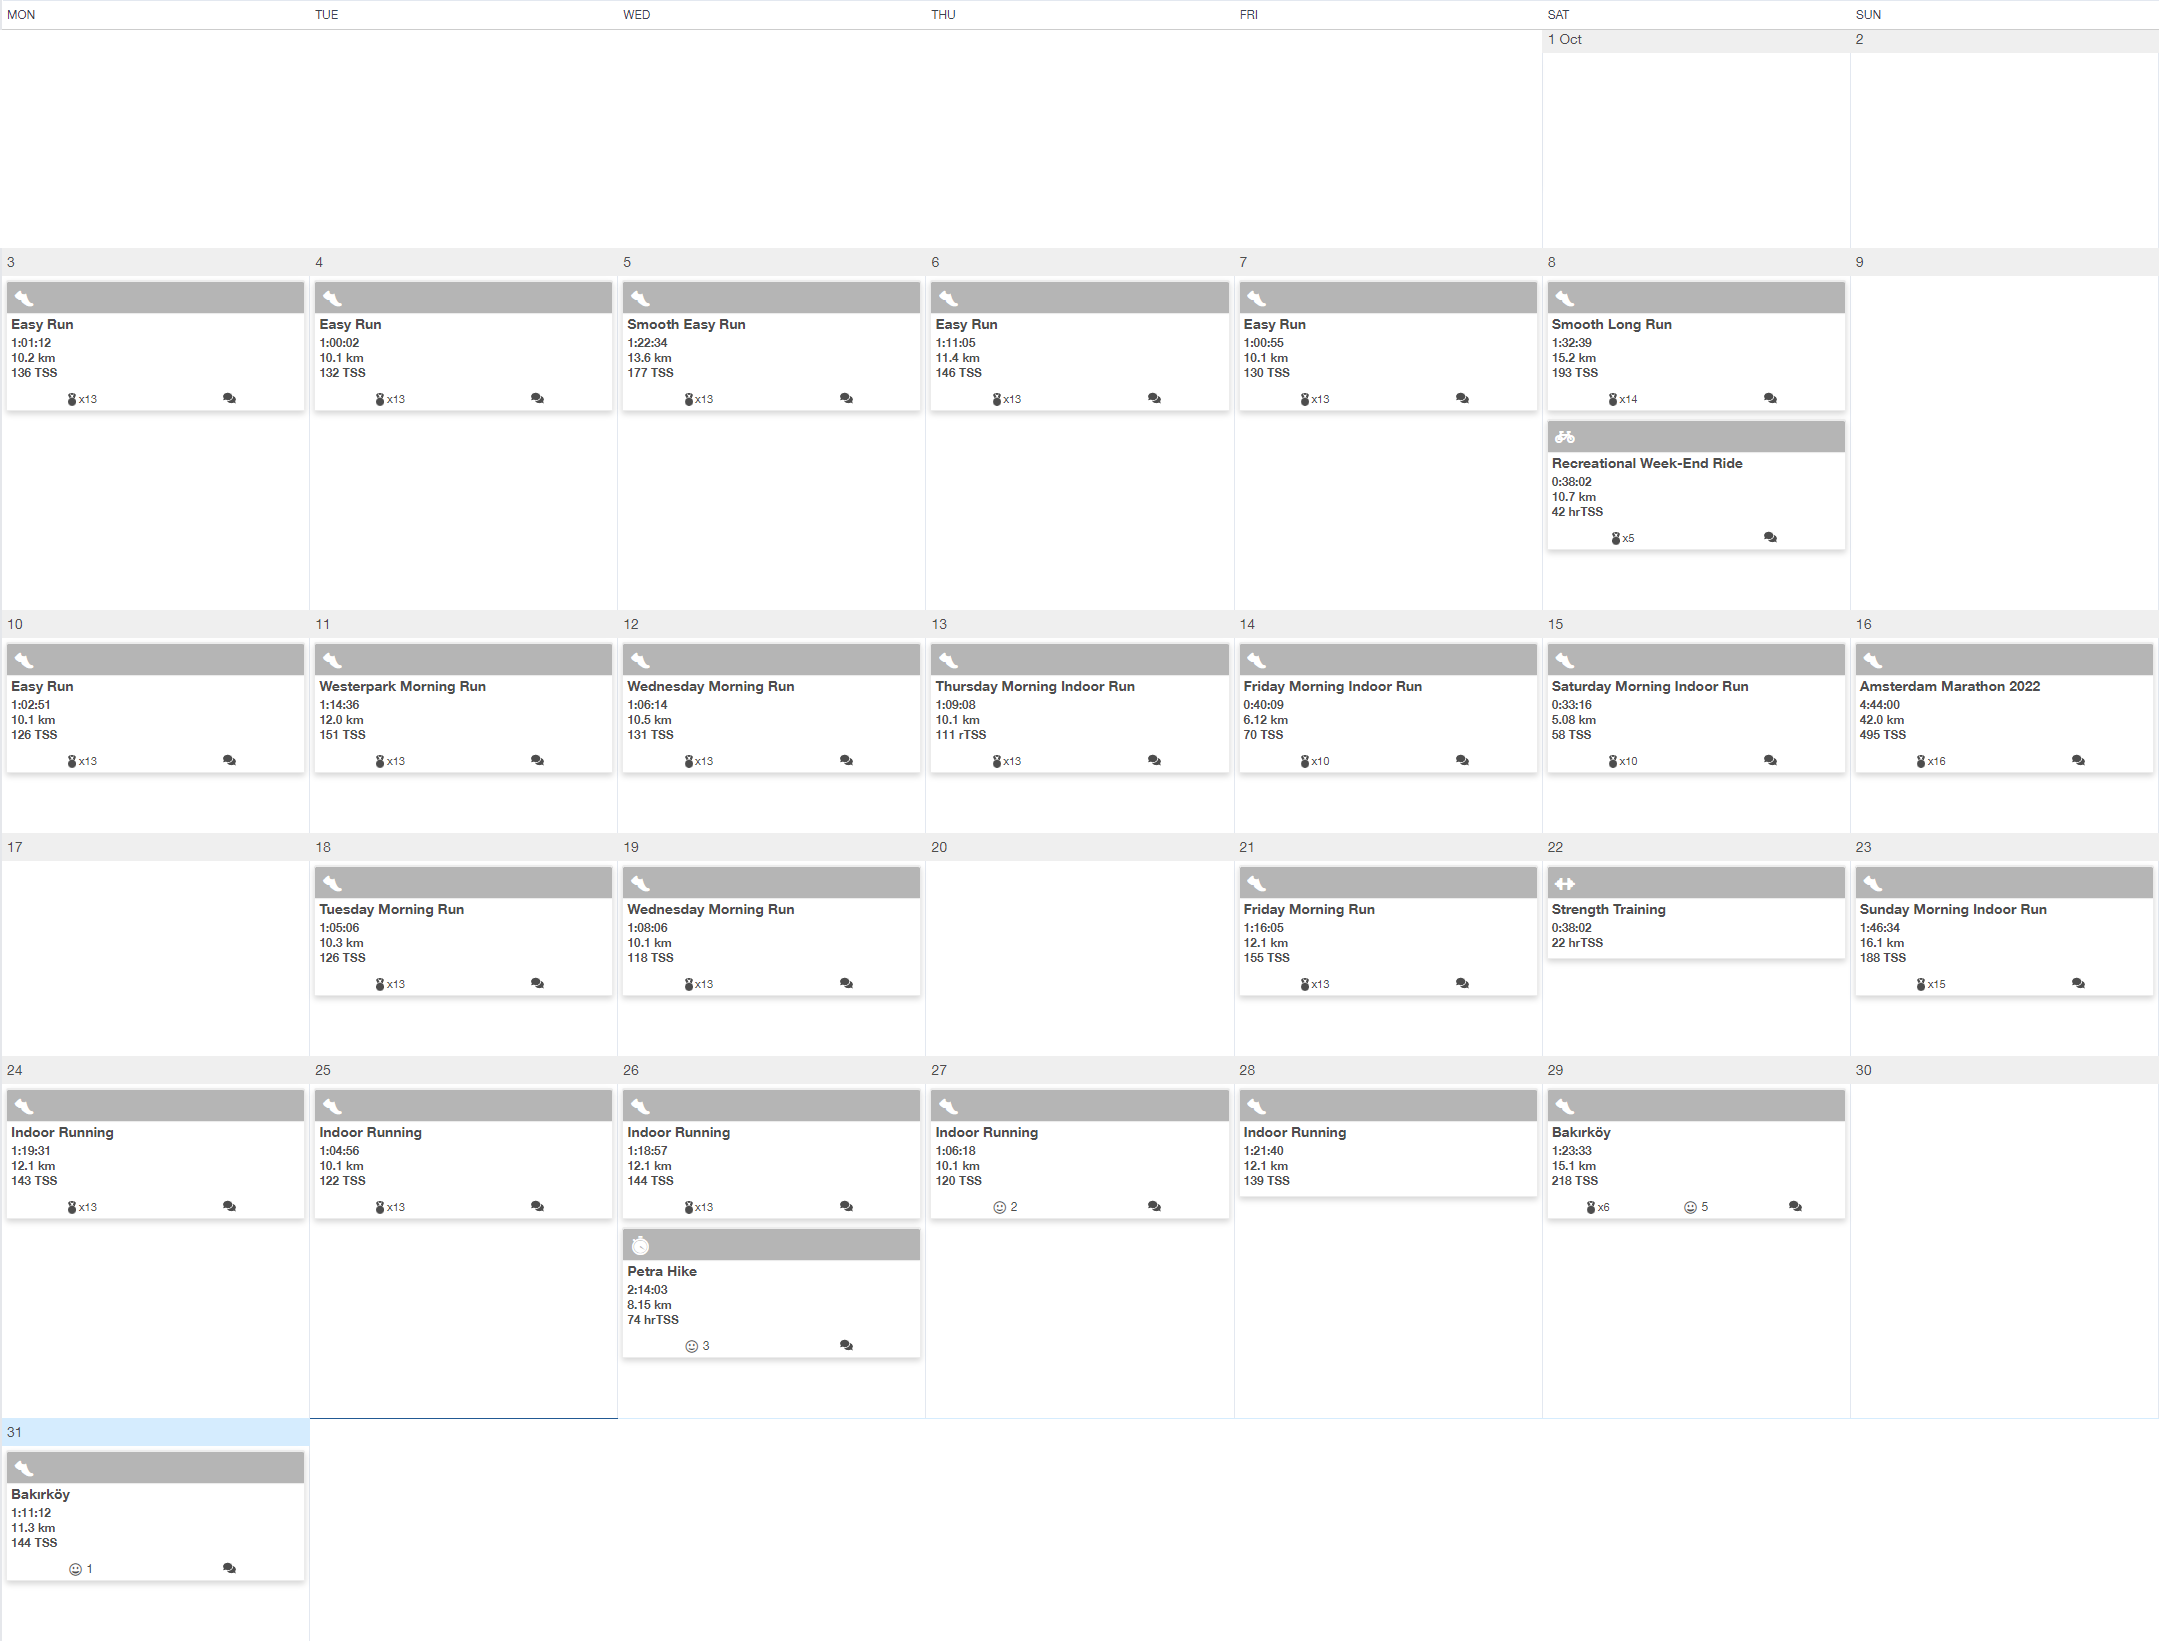 MON TUE WED THU FRI SAT SUN
1 Oct 2
3 4 5 6 7 8 9
Easy Run
1:01:12
10.2 km
136 TSS
x13
Easy Run
1:00:02
10.1 km
132 TSS
x13
Smooth Easy Run
1:22:34
13.6 km
177 TSS
x13
Easy Run
1:11:05
11.4 km
146 TSS
x13
Easy Run
1:00:55
10.1 km
130 TSS
x13
Smooth Long Run
1:32:39
15.2 km
193 TSS
x14
Recreational Week-End Ride
0:38:02
10.7 km
42 hrTSS
x5
10 11 12 13 14 15 16
Easy Run
1:02:51
10.1 km
126 TSS
x13
Westerpark Morning Run
1:14:36
12.0 km
151 TSS
x13
Wednesday Morning Run
1:06:14
10.5 km
131 TSS
x13
Thursday Morning Indoor Run
1:09:08
10.1 km
111 rTSS
x13
Friday Morning Indoor Run
0:40:09
6.12 km
70 TSS
x10
Saturday Morning Indoor Run
0:33:16
5.08 km
58 TSS
x10
Amsterdam Marathon 2022
4:44:00
42.0 km
495 TSS
x16
17 18 19 20 21 22 23
Tuesday Morning Run
1:05:06
10.3 km
126 TSS
x13
Wednesday Morning Run
1:08:06
10.1 km
118 TSS
x13
Friday Morning Run
1:16:05
12.1 km
155 TSS
x13
Strength Training
0:38:02
22 hrTSS
Sunday Morning Indoor Run
1:46:34
16.1 km
188 TSS
x15
24 25 26 27 28 29 30
Indoor Running
1:19:31
12.1 km
143 TSS
x13
Indoor Running
1:04:56
10.1 km
122 TSS
x13
Indoor Running
1:18:57
12.1 km
144 TSS
x13
Petra Hike
2:14:03
8.15 km
74 hrTSS
3
Indoor Running
1:06:18
10.1 km
120 TSS
2
Indoor Running
1:21:40
12.1 km
139 TSS
Bakırköy
1:23:33
15.1 km
218 TSS
x6 5
31
Bakırköy
1:11:12
11.3 km
144 TSS
1